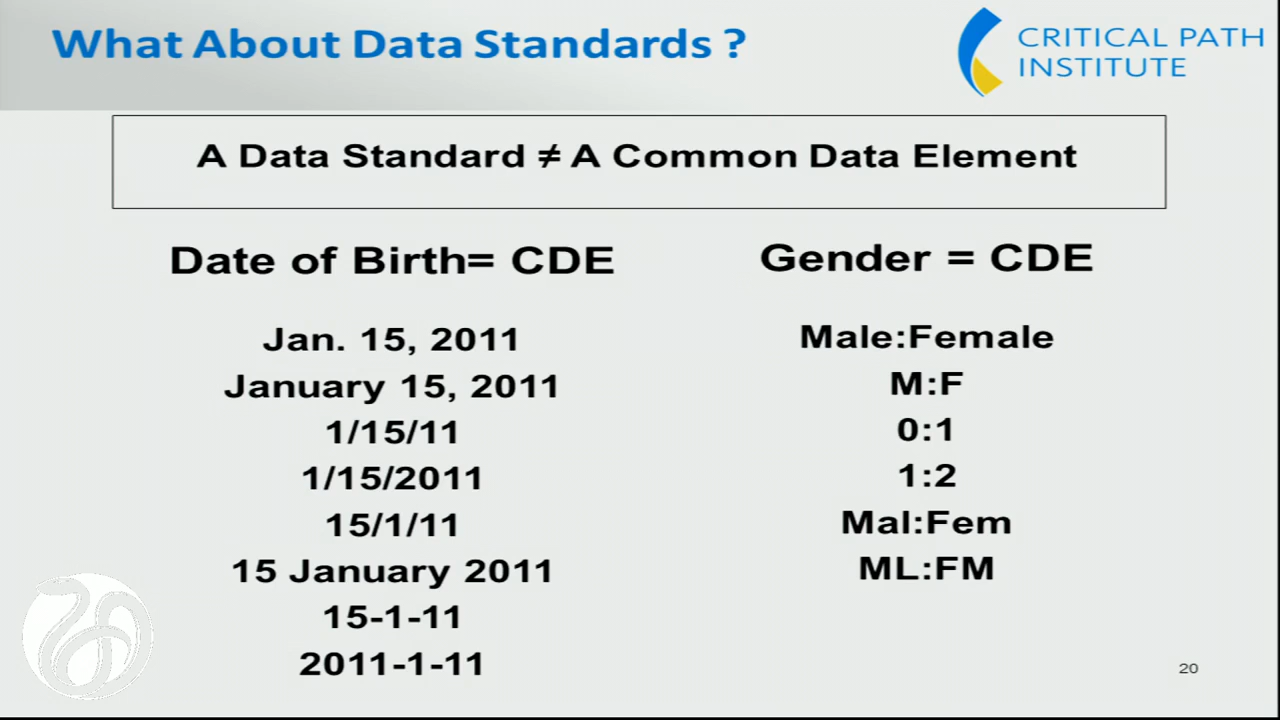 What About Data Standards ?
CRITICAL PATH
INSTITUTE
A Data Standard ≠ A Common Data Element
Date of Birth= CDE
Jan. 15, 2011
January 15, 2011
1/15/11
1/15/2011
15/1/11
15 January 2011
15-1-11
2011-1-11
Gender = CDE
Male:Female
M:F
0:1
1:2
Mal:Fem
ML:FM
20